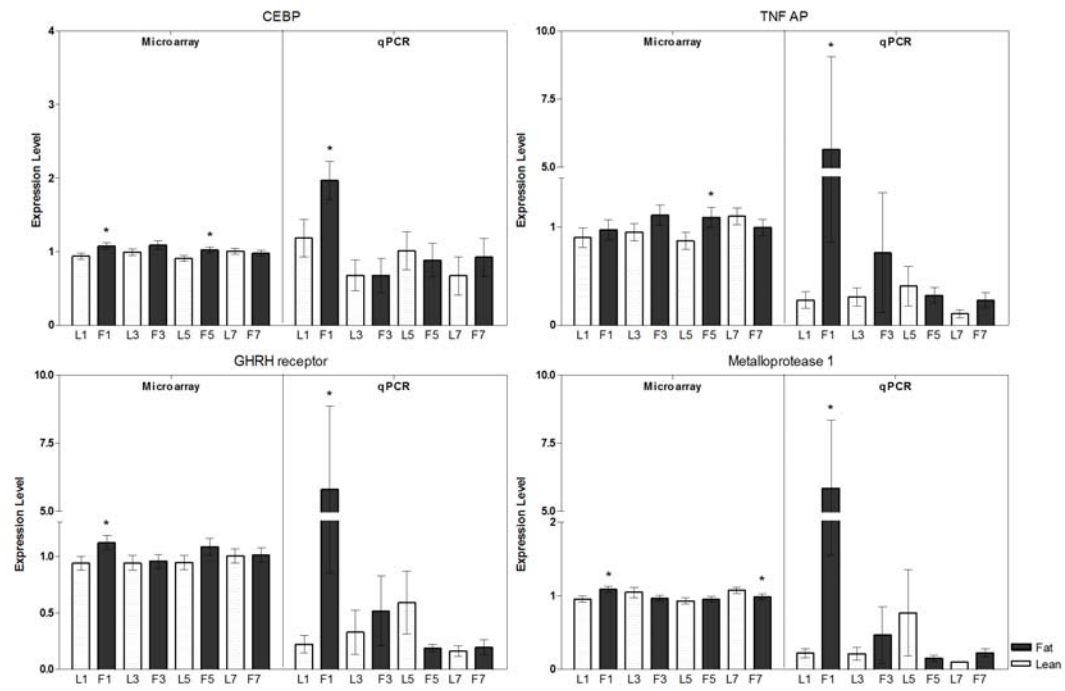 CEBP
Microarray qPCR
Expression Level
4
3
2
1
0
* * *
L1 F1 L3 F3 L5 F5 L7 F7 L1 F1 L3 F3 L5 F5 L7 F7
TNF AP
Microarray qPCR
Expression Level
10.0
7.5
5.0
1
0
* *
L1 F1 L3 F3 L5 F5 L7 F7 L1 F1 L3 F3 L5 F5 L7 F7
GHRH receptor
Microarray qPCR
Expression Level
10.0
7.5
5.0
1.0
0.5
0.0
* *
L1 F1 L3 F3 L5 F5 L7 F7 L1 F1 L3 F3 L5 F5 L7 F7
Metalloprotease 1
Microarray qPCR
Expression Level
10.0
7.5
5.0
2
1
0
* * *
L1 F1 L3 F3 L5 F5 L7 F7 L1 F1 L3 F3 L5 F5 L7 F7
Fat
Lean